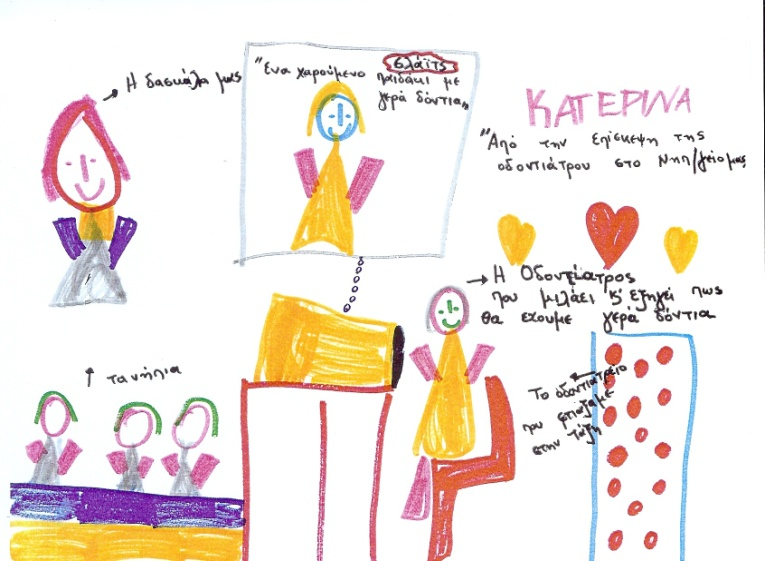 Η δασκάλα μας
σλάιτς
"Ενα χαρούμενο παιδάκι με
γερά δόντια"
ΚΑΤΕΡΙΝΑ
"Από την επίσκεψη της
οδοντιάτρου στο Νηπ/γείο μας
Η Οδοντίατρος
που μιλάει κ' εξηγεί πως
θα έχουμε γερά δόντια
τα νήπια
Το οδοντιατρείο
που φτιάξαμε
στην τάξη